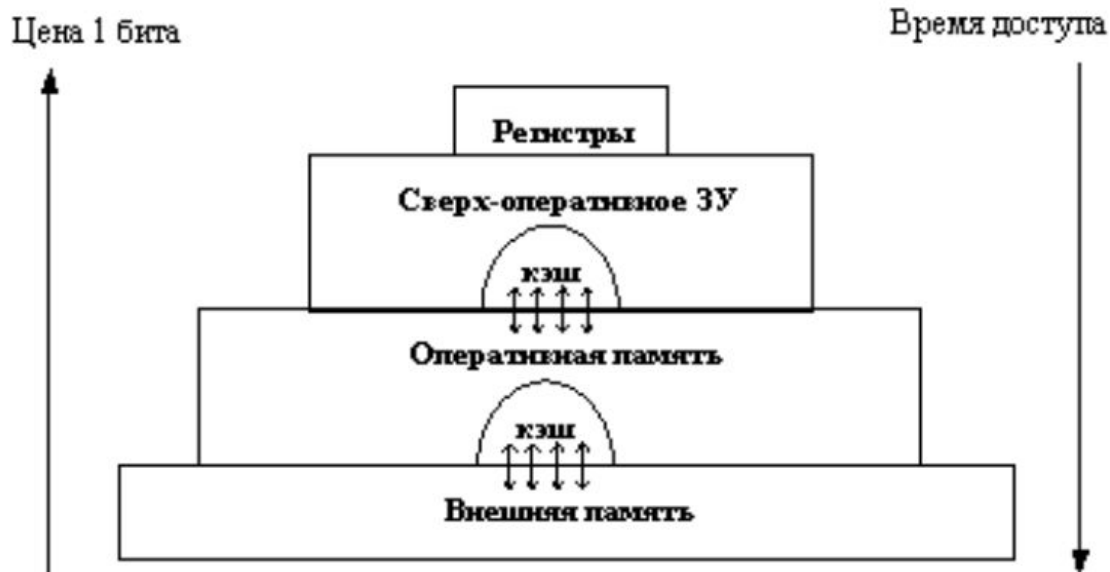 Цена 1 бита
Время доступа
Регистры
Сверх-оперативное ЗУ
кэш
Оперативная память
кэш
Внешняя память